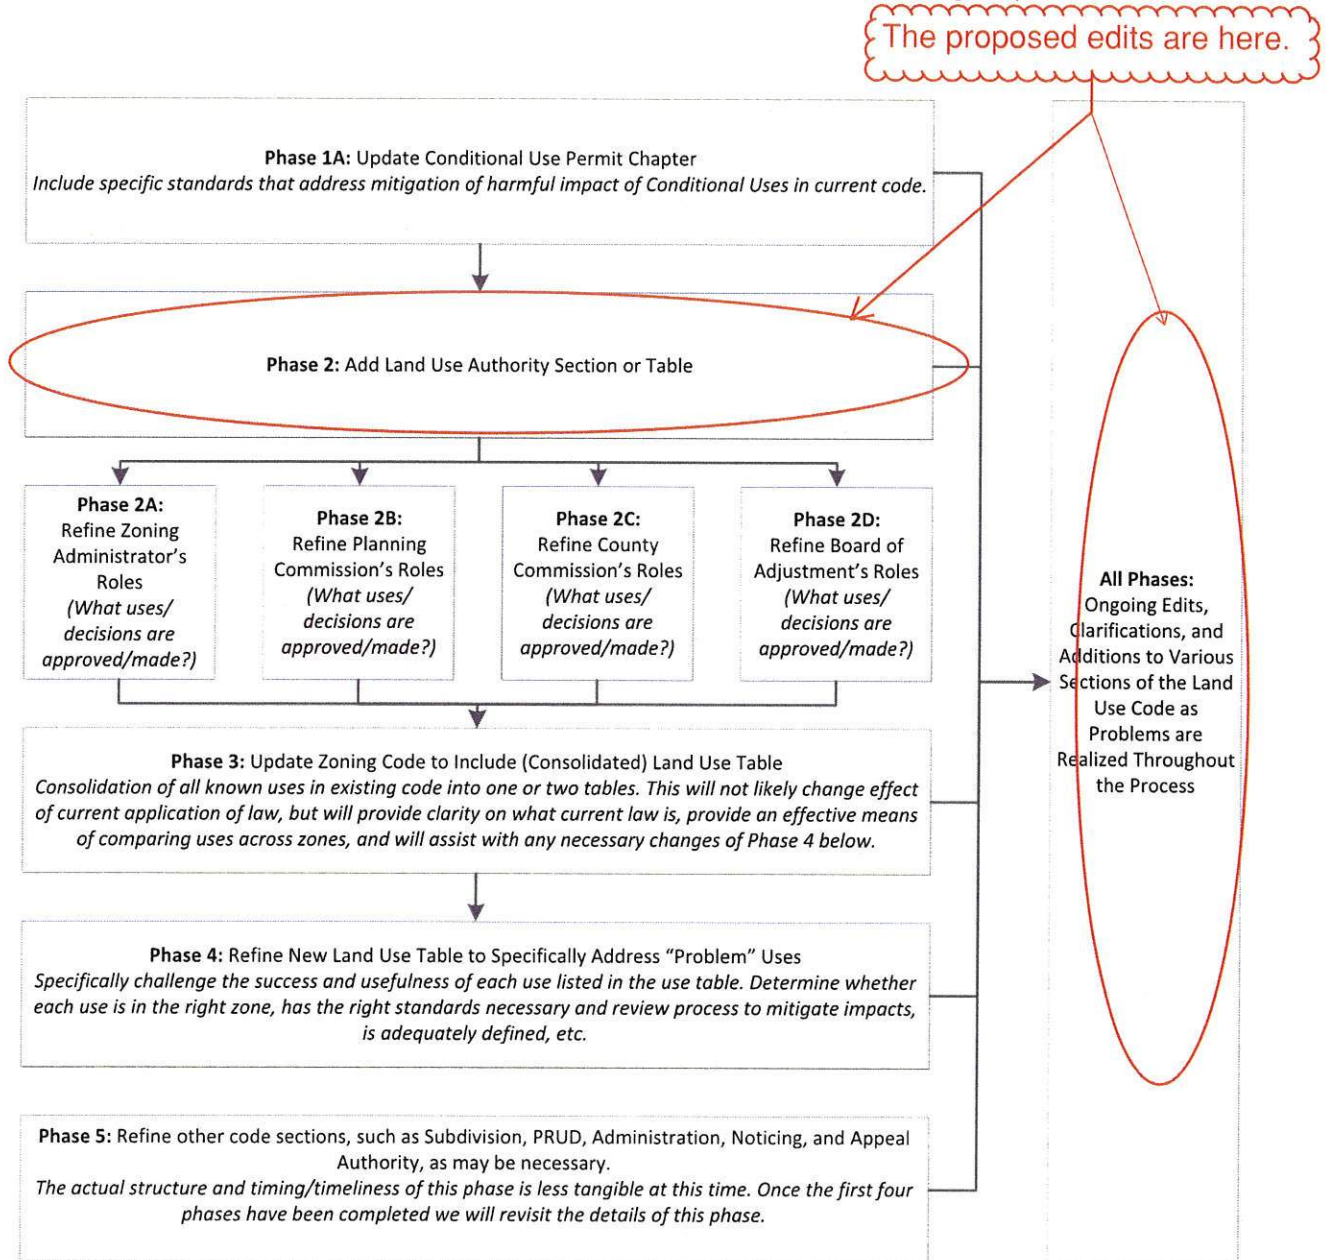 The proposed edits are here.
Phase 1A: Update Conditional Use Permit Chapter
Include specific standards that address mitigation of harmful impact of Conditional Uses in current code.
Phase 2: Add Land Use Authority Section or Table
Phase 2A:
Refine Zoning
Administrator's
Roles
(What uses/
decisions are
approved/made?)
Phase 2B:
Refine Planning
Commission's Roles
(What uses/
decisions are
approved/made?)
Phase 2C:
Refine County
Commission's Roles
(What uses/
decisions are
approved/made?)
Phase 2D:
Refine Board of
Adjustment's Roles
(What uses/
decisions are
approved/made?)
All Phases:
Ongoing Edits,
Clarifications, and
Additions to Various
Sections of the Land
Use Code as
Problems are
Realized Throughout
the Process
Phase 3: Update Zoning Code to Include (Consolidated) Land Use Table
Consolidation of all known uses in existing code into one or two tables. This will not likely change effect
of current application of law, but will provide clarity on what current law is, provide an effective means
of comparing uses across zones, and will assist with any necessary changes of Phase 4 below.
Phase 4: Refine New Land Use Table to Specifically Address “Problem” Uses
Specifically challenge the success and usefulness of each use listed in the use table. Determine whether
each use is in the right zone, has the right standards necessary and review process to mitigate impacts,
is adequately defined, etc.
Phase 5: Refine other code sections, such as Subdivision, PRUD, Administration, Noticing, and Appeal
Authority, as may be necessary.
The actual structure and timing/timeliness of this phase is less tangible at this time. Once the first four
phases have been completed we will revisit the details of this phase.